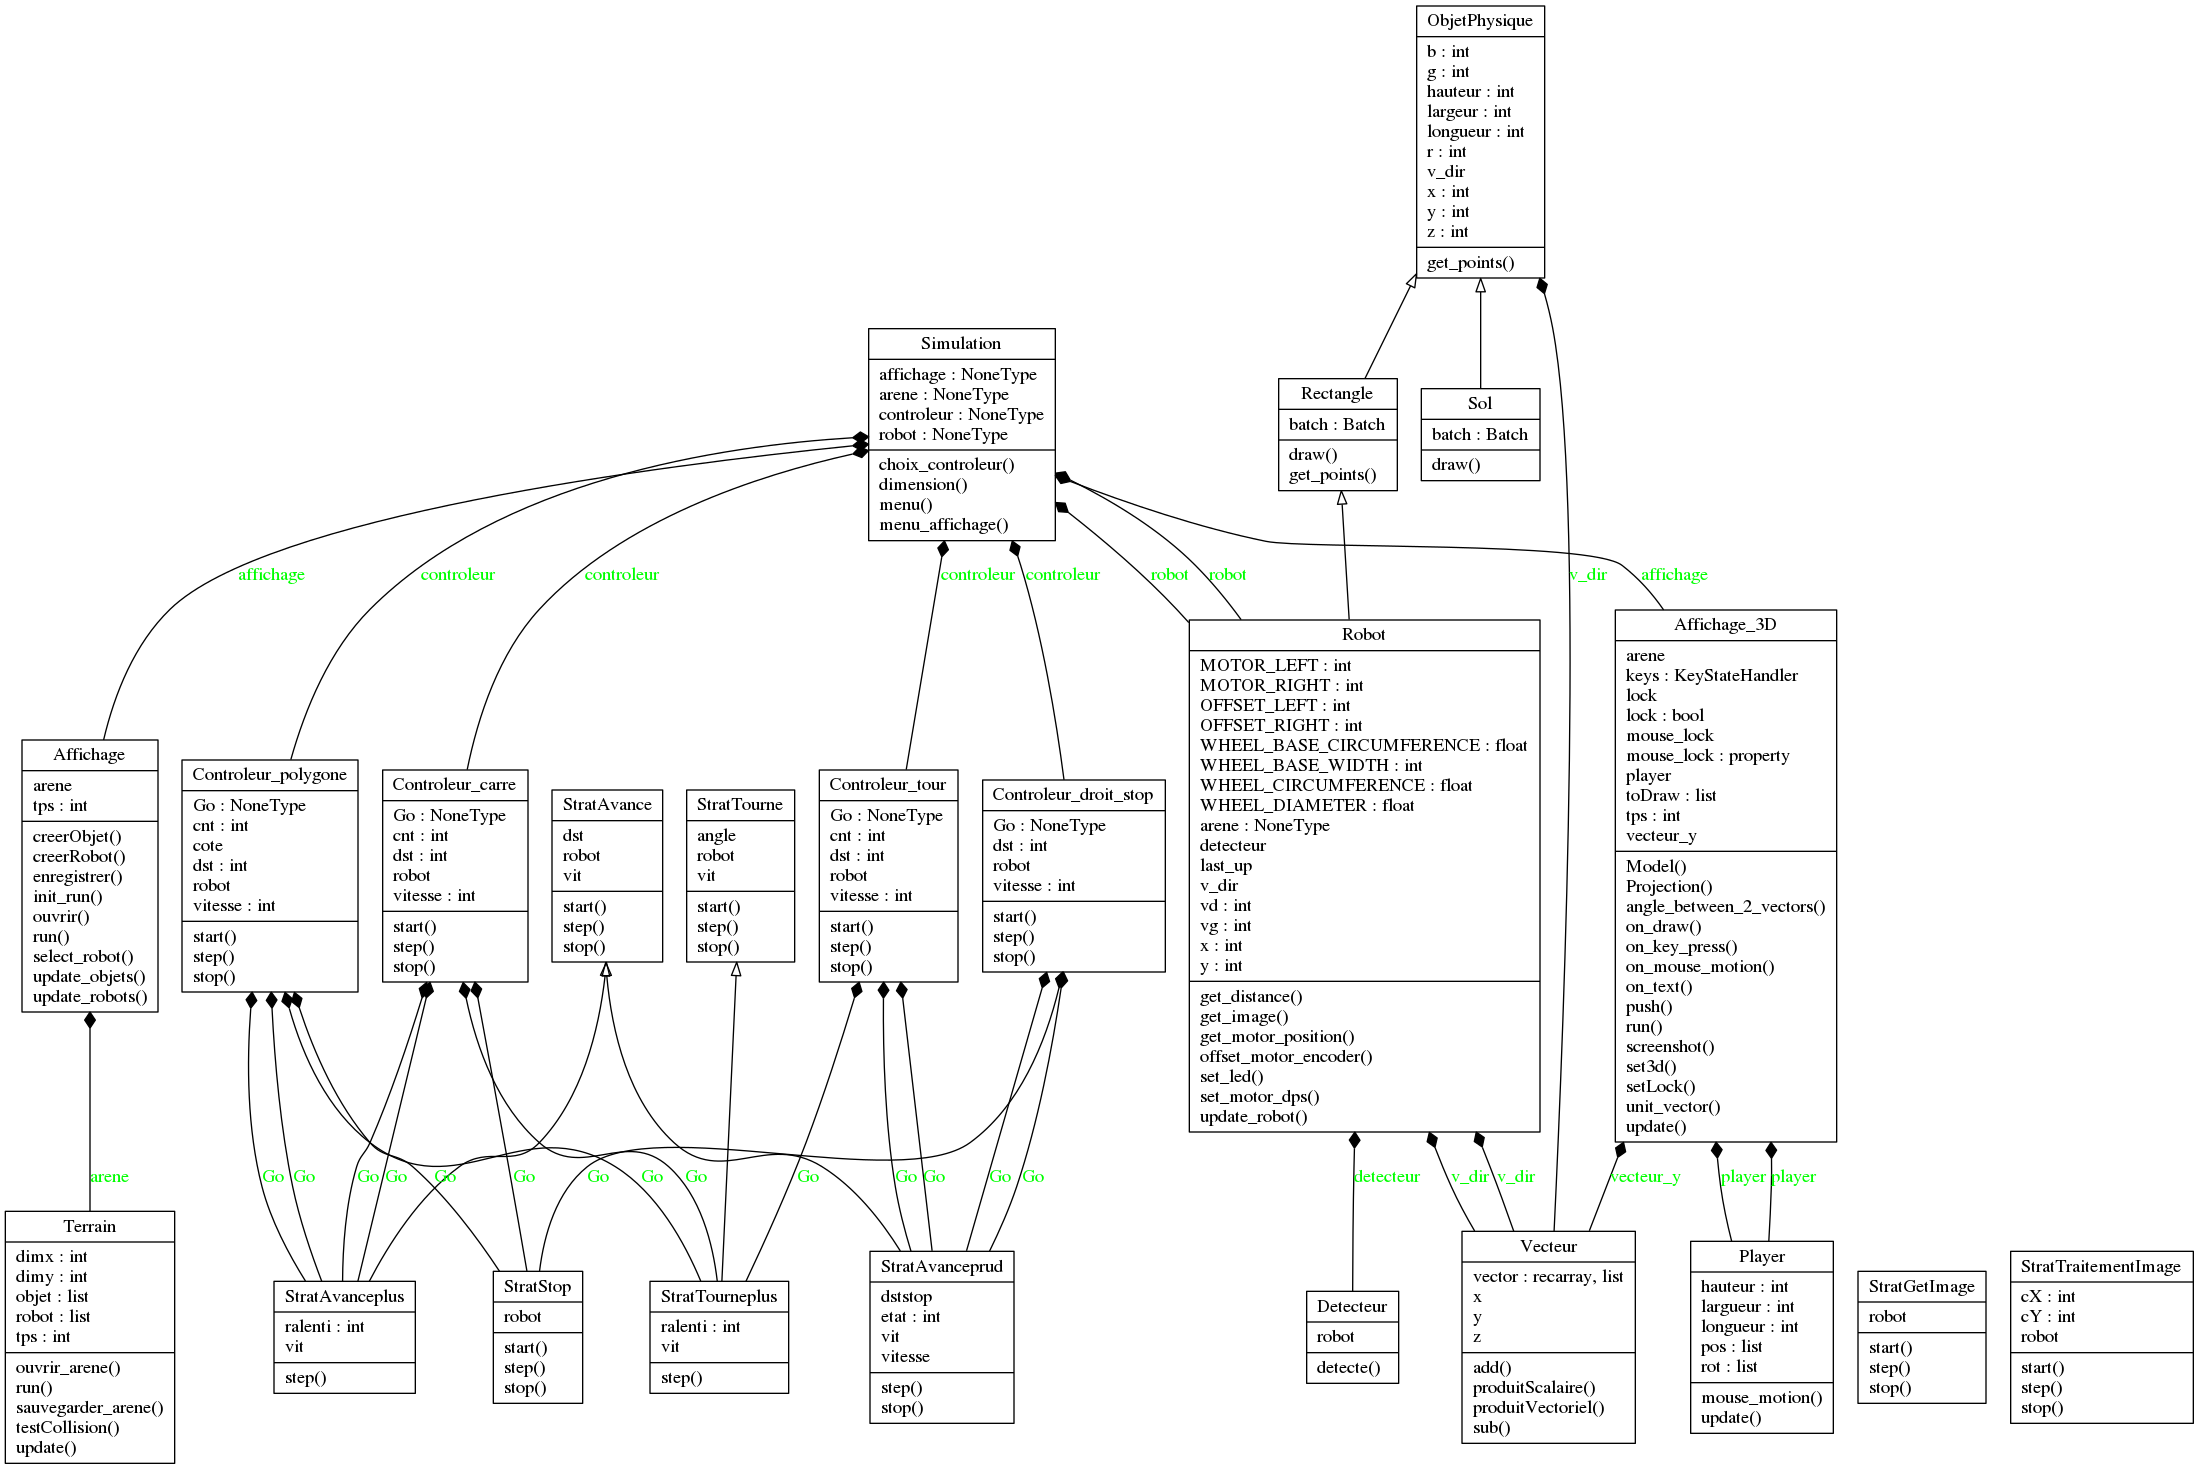 ObjetPhysique
b : int
g : int
hauteur : int
largeur : int
longueur : int
r : int
v_dir
x : int
y : int
z : int
get_points()
Simulation
affichage : NoneType
arene : NoneType
controleur : NoneType
robot : NoneType
choix_controleur()
dimension()
menu()
menu_affichage()
Rectangle
batch : Batch
draw()
get_points()
Sol
batch : Batch
draw()
affichage
controleur
controleur
controleur
controleur
robot
robot
v_dir
affichage
Affichage
arene
tps : int
creerObjet()
creerRobot()
enregistrer()
init_run()
ouvrir()
run()
select_robot()
update_objets()
update_robots()
Controleur_polygone
Go : NoneType
cnt : int
cote
dst : int
robot
vitesse : int
start()
step()
stop()
Controleur_carre
Go : NoneType
cnt : int
dst : int
robot
vitesse : int
start()
step()
stop()
StratAvance
dst
robot
vit
start()
step()
stop()
StratTourne
angle
robot
vit
start()
step()
stop()
Controleur_tour
Go : NoneType
cnt : int
dst : int
robot
vitesse : int
start()
step()
stop()
Controleur_droit_stop
Go : NoneType
dst : int
robot
vitesse : int
start()
step()
stop()
Robot
MOTOR_LEFT : int
MOTOR_RIGHT : int
OFFSET_LEFT : int
OFFSET_RIGHT : int
WHEEL_BASE_CIRCUMFERENCE : float
WHEEL_BASE_WIDTH : int
WHEEL_CIRCUMFERENCE : float
WHEEL_DIAMETER : float
arene : NoneType
detecteur
last_up
v_dir
vd : int
vg : int
x : int
y : int
get_distance()
get_image()
get_motor_position()
offset_motor_encoder()
set_led()
set_motor_dps()
update_robot()
Affichage_3D
arene
keys : KeyStateHandler
lock
lock : bool
mouse_lock
mouse_lock : property
player
toDraw : list
tps : int
vecteur_y
Model()
Projection()
angle_between_2_vectors()
on_draw()
on_key_press()
on_mouse_motion()
on_text()
push()
run()
screenshot()
set3d()
setLock()
unit_vector()
update()
arene
Go
Go
Go
Go
Go
Go
Go
Go
Go
Go
Go
Go
Go
Go
detecteur
v_dir
v_dir
vecteur_y
player
player
Terrain
dimx : int
dimy : int
objet : list
robot : list
tps : int
ouvrir_arene()
run()
sauvegarder_arene()
testCollision()
update()
StratAvanceplus
ralenti : int
vit
step()
StratStop
robot
start()
step()
stop()
StratTourneplus
ralenti : int
vit
step()
StratAvanceprud
dststop
etat : int
vit
vitesse
step()
stop()
Detecteur
robot
detecte()
Vecteur
vector : recarray, list
x
y
z
add()
produitScalaire()
produitVectoriel()
sub()
Player
hauteur : int
largueur : int
longueur : int
pos : list
rot : list
mouse_motion()
update()
StratGetImage
robot
start()
step()
stop()
StratTraitementImage
cX : int
cY : int
robot
start()
step()
stop()